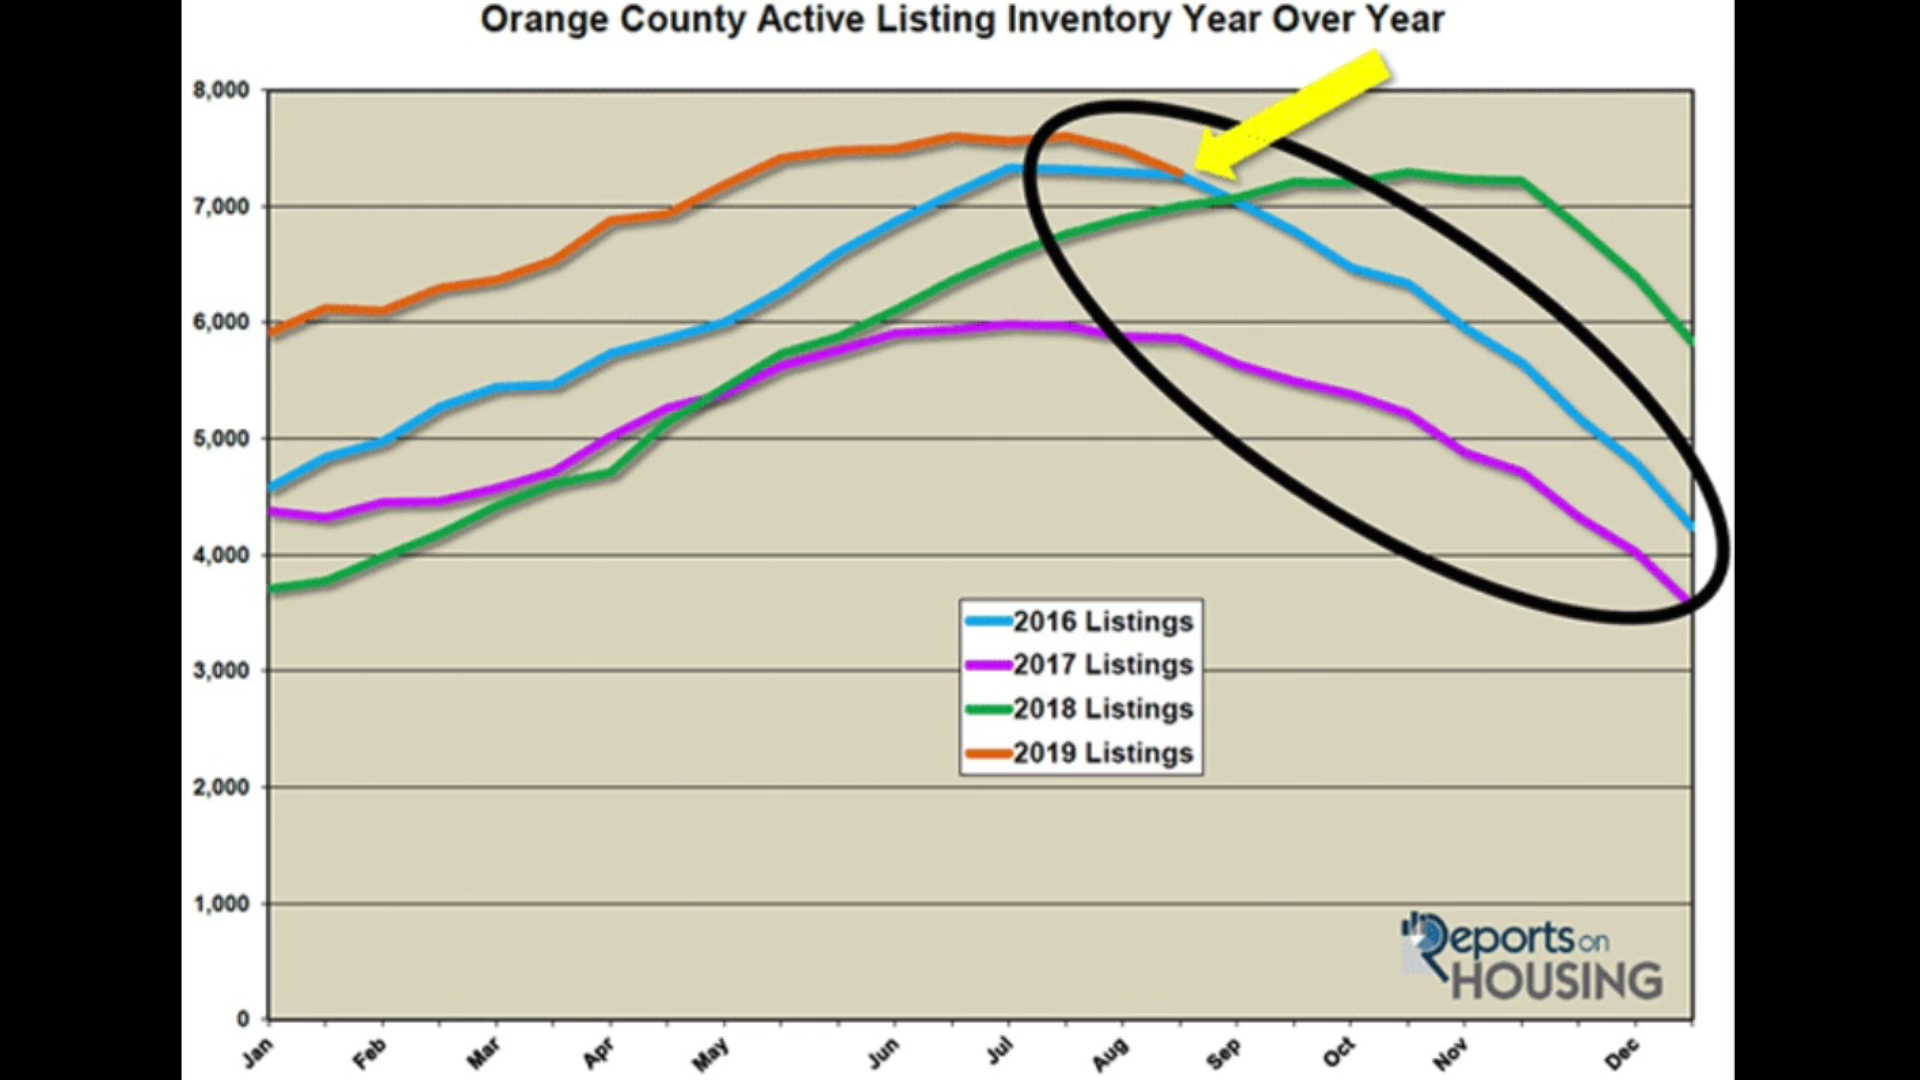 Orange County Active Listing Inventory Year Over Year
8,000
7,000
6,000
5,000
4,000
3,000
2,000
1,000
0
2016 Listings
2017 Listings
2018 Listings
2019 Listings
Reports on
HOUSING
Jan Feb Mar Apr May Jun Jul Aug Sep Oct Nov Dec